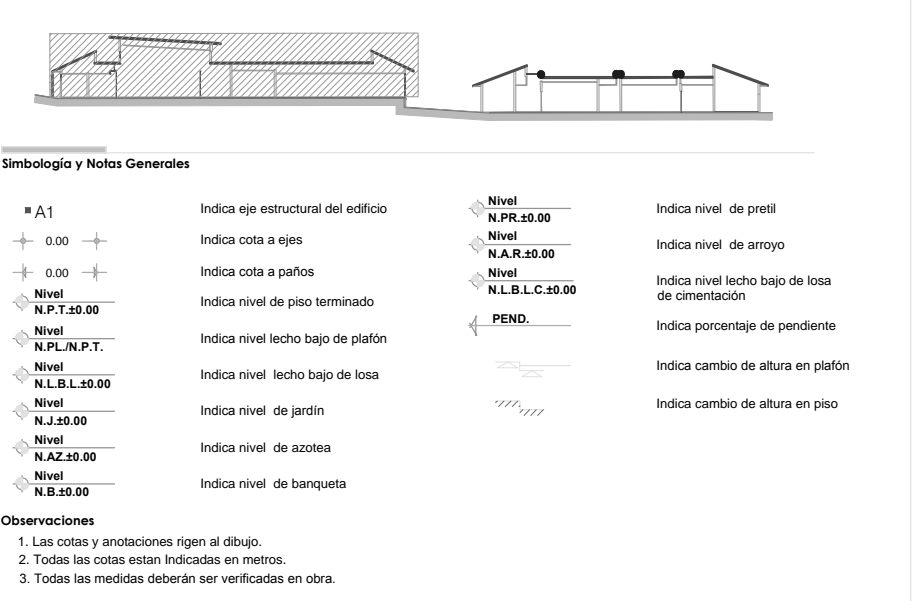 Simbología y Notas Generales
A1
Indica eje estructural del edificio
0.00
Indica cota a ejes
0.00
Indica cota a paños
Nivel
N.P.T.±0.00
Indica nivel de piso terminado
Nivel
N.PL./N.P.T.
Indica nivel lecho bajo de plafón
Nivel
N.L.B.L.±0.00
Indica nivel lecho bajo de losa
Nivel
N.J.±0.00
Indica nivel de jardín
Nivel
N.AZ.±0.00
Indica nivel de azotea
Nivel
N.B.±0.00
Indica nivel de banqueta
Nivel
N.PR.±0.00
Indica nivel de pretil
Nivel
N.A.R.±0.00
Indica nivel de arroyo
Nivel
N.L.B.L.C.±0.00
Indica nivel lecho bajo de losa
de cimentación
PEND.
Indica porcentaje de pendiente
Indica cambio de altura en plafón
Indica cambio de altura en piso
Observaciones
1. Las cotas y anotaciones rigen al dibujo.
2. Todas las cotas estan Indicadas en metros.
3. Todas las medidas deberán ser verificadas en obra.